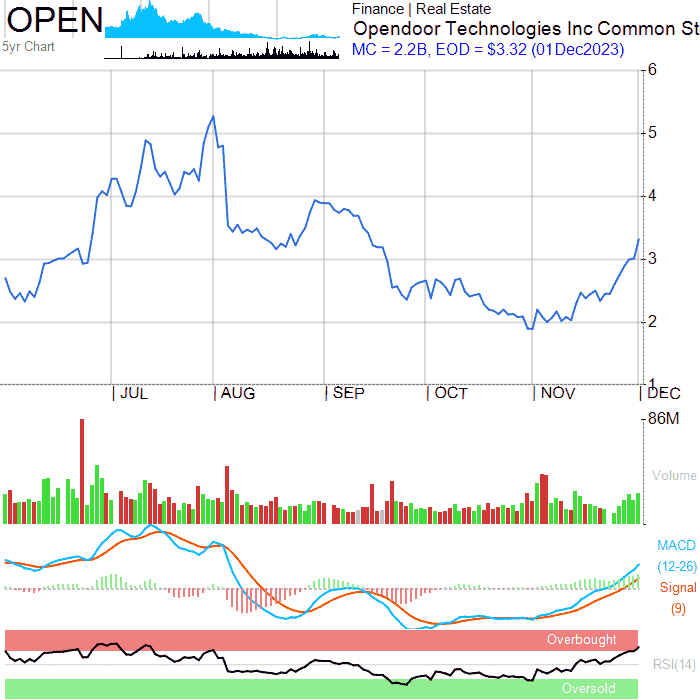 OPEN
5yr Chart
Finance | Real Estate
Opendoor Technologies Inc Common St
MC = 2.2B, EOD = $3.32 (01Dec2023)
6
5
4
3
2
1
JUL AUG SEP OCT NOV DEC
86M
Volume
MACD
(12-26)
Signal
(9)
Overbought
RSI(14)
Oversold